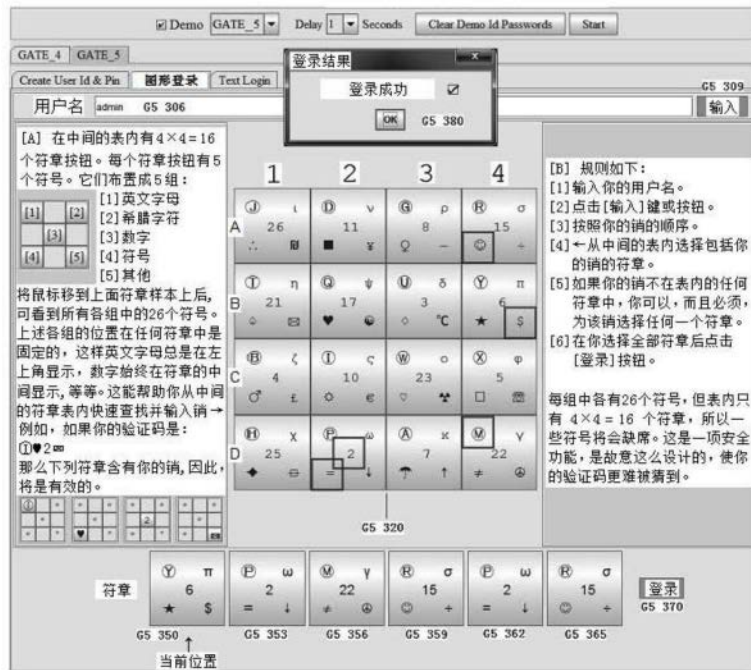 Demo GATE_5 Delay 1 Seconds Clear Demo Id Passwords Start
GATE_4 GATE_5
Create User Id & Pin 图形登录 Text Login
G5 309
用户名 admin G5 306 输入
登录结果
登录成功
OK G5 380
[A] 在中间的表内有4×4=16
个符章按钮。每个符章按钮有5
个符号。它们布置成5组:
[1] [2]
[3]
[4] [5]
[1]英文字母
[2]希腊字符
[3]数字
[4]符号
[5]其他
将鼠标移到上面符章样本上后,
可看到所有各组中的26个符号。
上述各组的位置在任何符章中是
固定的,这样英文字母总是在左
上角显示,数字始终在符章的中
间显示,等等。这能帮助你从中间
的符章表内快速查找并输入销→
例如,如果你的验证码是:
Ⓘ♥2✉
那么下列符章含有你的销,因此,
将是有效的。
1 2 3 4
A
Ⓙ ι Ⓓ ν Ⓖ ρ Ⓡ σ
26 11 8 15
∴ ₪ ■ ¥ ♀ − ☺ ÷
B
Ⓣ η Ⓠ ψ Ⓤ δ Ⓨ π
21 17 3 6
♤ ✉ ♥ ☯ ◇ ℃ ★ $
C
Ⓑ ζ Ⓘ ς Ⓦ ο Ⓧ φ
4 10 23 5
♂ £ ☼ € ♡ ☢ □ ☎
D
Ⓗ χ Ⓟ ω Ⓐ κ Ⓜ γ
25 2 7 22
◆ = ↓ ☂ ↑ ≠ ☮
G5 320
[B] 规则如下:
[1]输入你的用户名。
[2]点击[输入]键或按钮。
[3]按照你的销的顺序。
[4]←从中间的表内选择包括你
的销的符章。
[5]如果你的销不在表内的任何
符章中,你可以,而且必须,
为该销选择任何一个符章。
[6]在你选择全部符章后点击
[登录]按钮。
每组中各有26个符号,但表内只
有 4×4=16 个符章,所以一
些符号将会缺席。这是一项安全
功能,是故意这么设计的,使你
的验证码更难被猜到。
符章
Ⓨ π Ⓟ ω Ⓜ γ Ⓡ σ Ⓟ ω Ⓡ σ
6 2 22 15 2 15
★ $ = ↓ ≠ ☮ ☺ ÷ = ↓ ☺ ÷
登录
G5 370
G5 350 G5 353 G5 356 G5 359 G5 362 G5 365
↑
当前位置